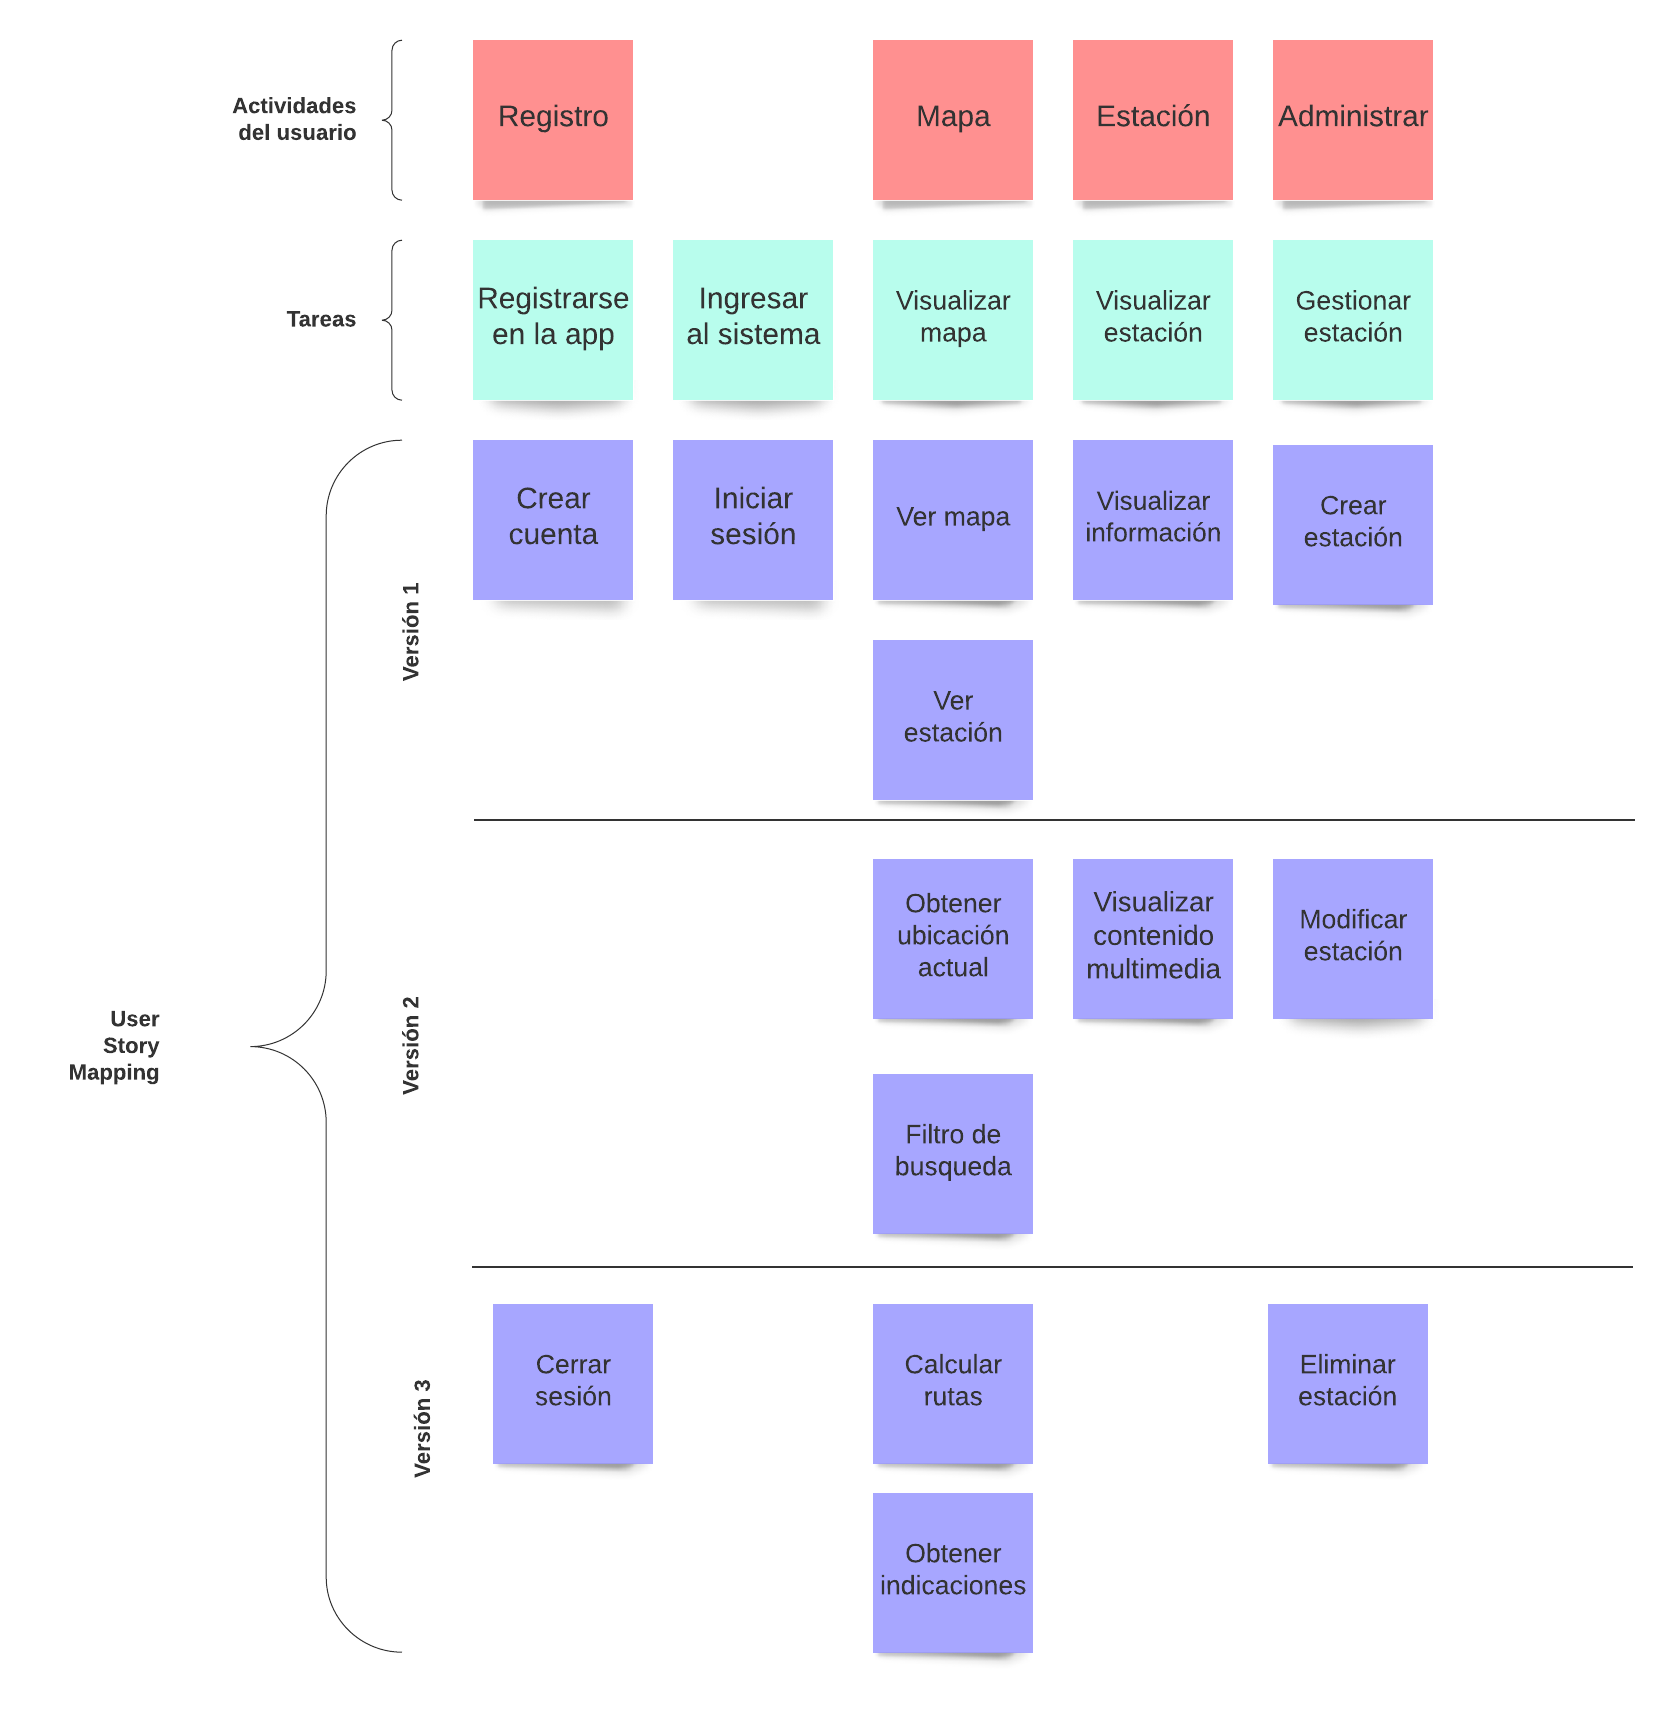 Actividades
del usuario
Registro
Mapa
Estación
Administrar
Tareas
Registrarse
en la app
Ingresar
al sistema
Visualizar
mapa
Visualizar
estación
Gestionar
estación
User
Story
Mapping
Versión 1
Crear
cuenta
Iniciar
sesión
Ver mapa
Visualizar
información
Crear
estación
Ver
estación
Versión 2
Obtener
ubicación
actual
Visualizar
contenido
multimedia
Modificar
estación
Filtro de
busqueda
Versión 3
Cerrar
sesión
Calcular
rutas
Eliminar
estación
Obtener
indicaciones